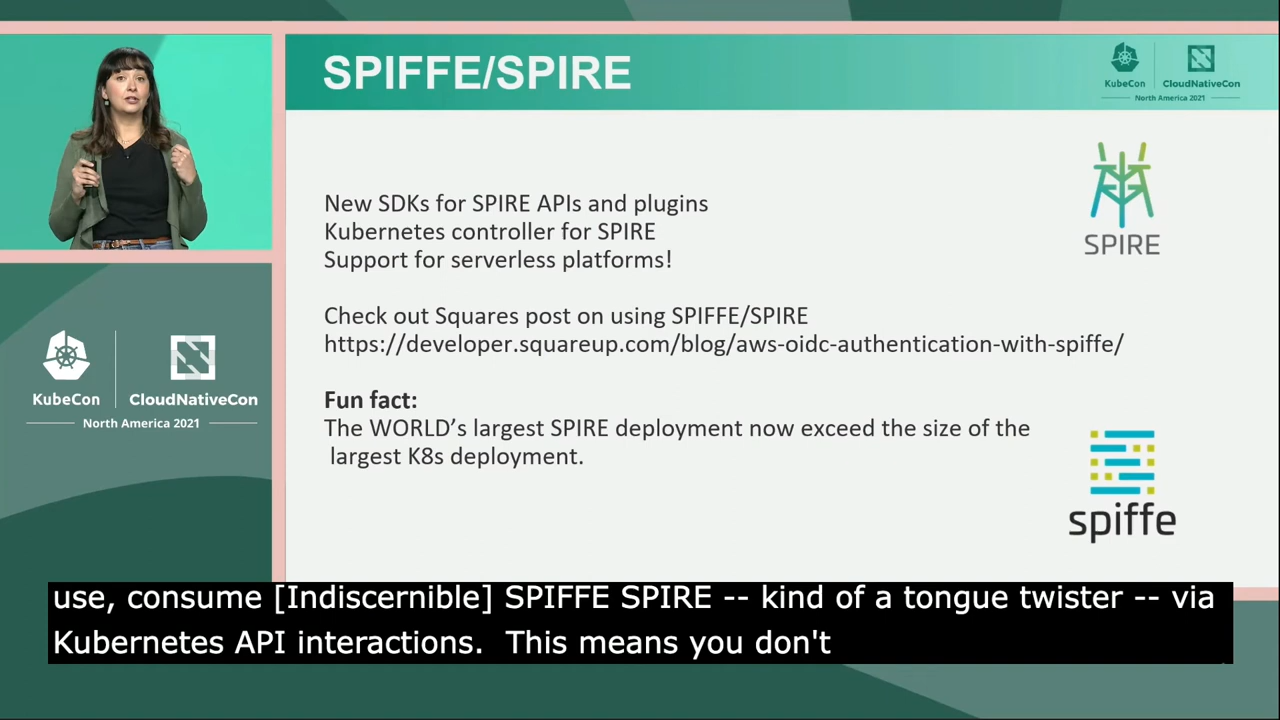 SPIFFE/SPIRE
KubeCon
CloudNativeCon
North America 2021
New SDKs for SPIRE APIs and plugins
Kubernetes controller for SPIRE
Support for serverless platforms!
SPIRE
Check out Squares post on using SPIFFE/SPIRE
https://developer.squareup.com/blog/aws-oidc-authentication-with-spiffe/
Fun fact:
The WORLD's largest SPIRE deployment now exceed the size of the
largest K8s deployment.
spiffe
KubeCon
CloudNativeCon
North America 2021
use, consume [Indiscernible] SPIFFE SPIRE -- kind of a tongue twister -- via
Kubernetes API interactions.  This means you don't